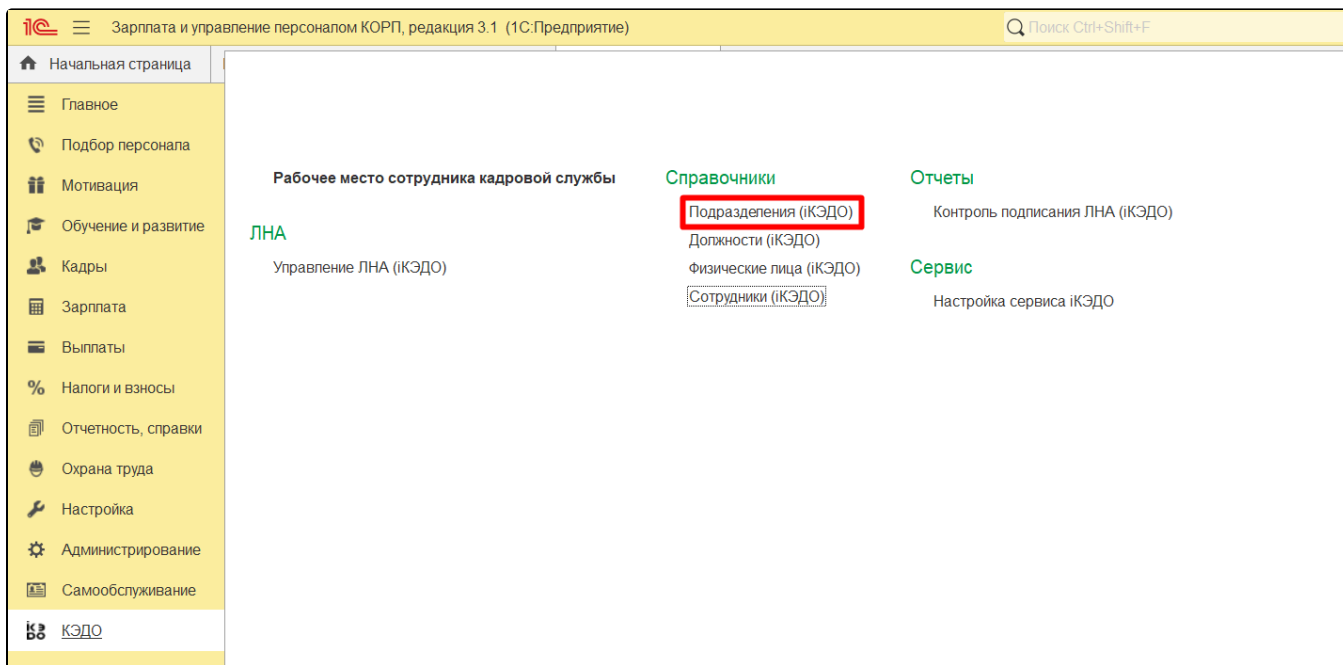 1С Зарплата и управление персоналом КОРП, редакция 3.1 (1С:Предприятие) Поиск Ctrl+Shift+F
Начальная страница
Главное
Подбор персонала
Мотивация
Обучение и развитие
Кадры
Зарплата
Выплаты
Налоги и взносы
Отчетность, справки
Охрана труда
Настройка
Администрирование
Самообслуживание
iКЭDO КЭДО
Рабочее место сотрудника кадровой службы
ЛНА
Управление ЛНА (iКЭДО)
Справочники
Подразделения (iКЭДО)
Должности (iКЭДО)
Физические лица (iКЭДО)
Сотрудники (iКЭДО)
Отчеты
Контроль подписания ЛНА (iКЭДО)
Сервис
Настройка сервиса iКЭДО